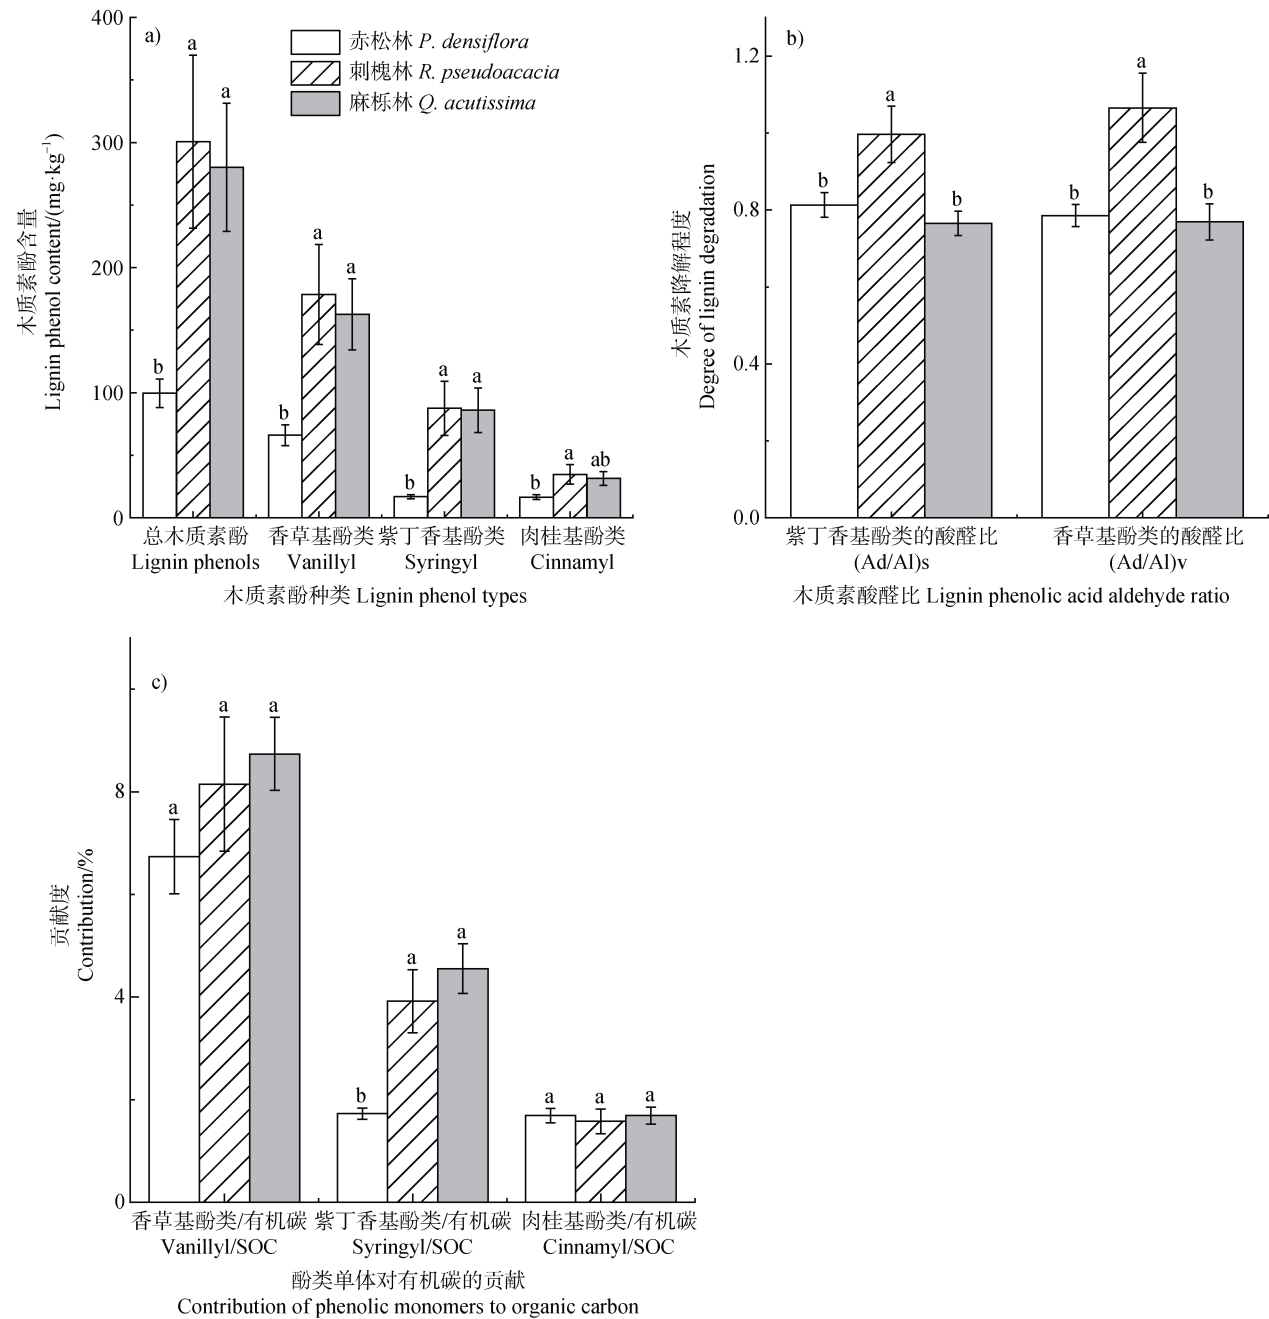 a)
赤松林 P. densiflora
刺槐林 R. pseudoacacia
麻栎林 Q. acutissima
木质素酚含量
Lignin phenol content/(mg·kg⁻¹)
400
300
200
100
0
b
a
a
b
a
a
b
a
a
b
a
ab
总木质素酚
Lignin phenols
香草基酚类
Vanillyl
紫丁香基酚类
Syringyl
肉桂基酚类
Cinnamyl
木质素酚种类 Lignin phenol types
b)
木质素降解程度
Degree of lignin degradation
1.2
0.8
0.4
0.0
b
a
b
b
a
b
紫丁香基酚类的酸醛比
(Ad/Al)s
香草基酚类的酸醛比
(Ad/Al)v
木质素酸醛比 Lignin phenolic acid aldehyde ratio
c)
贡献度
Contribution/%
8
4
0
a
a
a
b
a
a
a
a
a
香草基酚类/有机碳
Vanillyl/SOC
紫丁香基酚类/有机碳
Syringyl/SOC
肉桂基酚类/有机碳
Cinnamyl/SOC
酚类单体对有机碳的贡献
Contribution of phenolic monomers to organic carbon